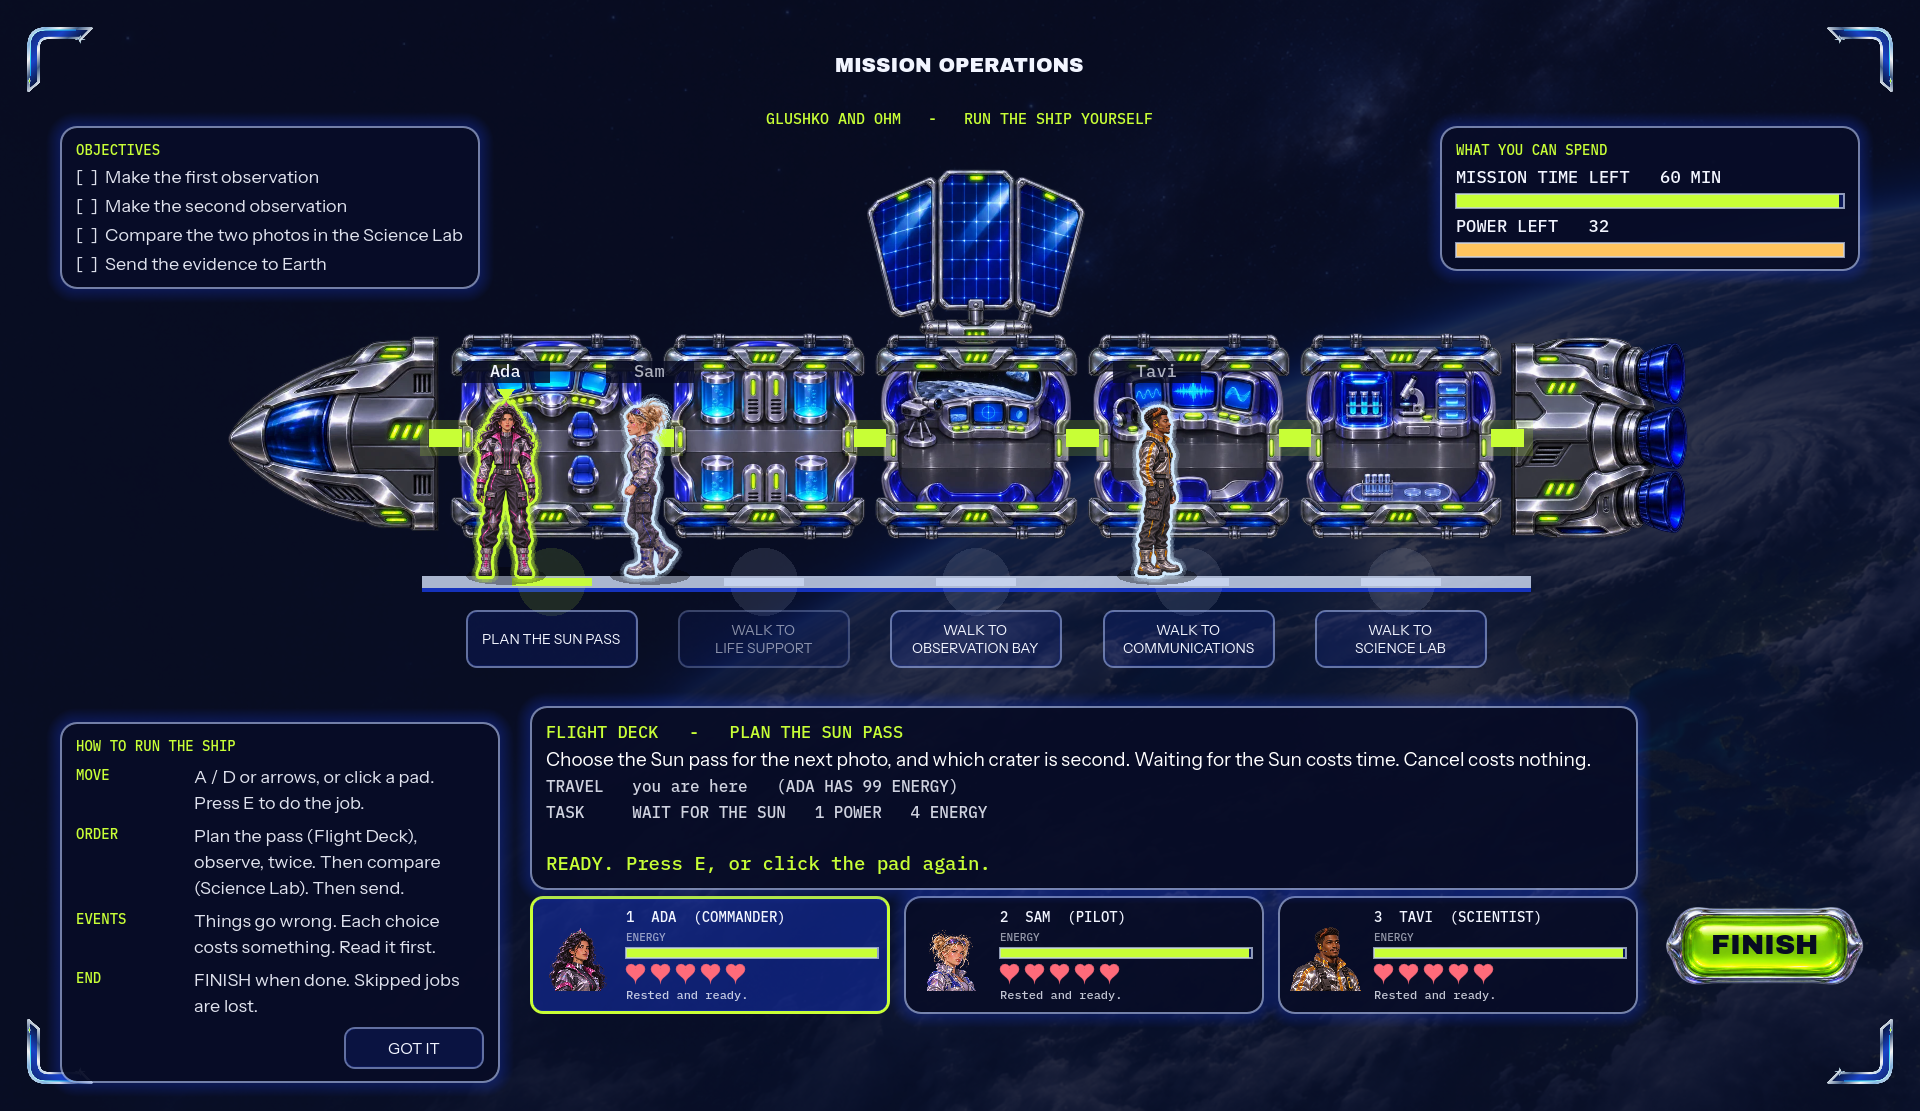 MISSION OPERATIONS
GLUSHKO AND OHM - RUN THE SHIP YOURSELF
OBJECTIVES
[ ] Make the first observation
[ ] Make the second observation
[ ] Compare the two photos in the Science Lab
[ ] Send the evidence to Earth
WHAT YOU CAN SPEND
MISSION TIME LEFT 60 MIN
POWER LEFT 32
Ada
Sam
Tavi
PLAN THE SUN PASS
WALK TO
LIFE SUPPORT
WALK TO
OBSERVATION BAY
WALK TO
COMMUNICATIONS
WALK TO
SCIENCE LAB
HOW TO RUN THE SHIP
MOVE A / D or arrows, or click a pad.
Press E to do the job.
ORDER Plan the pass (Flight Deck),
observe, twice. Then compare
(Science Lab). Then send.
EVENTS Things go wrong. Each choice
costs something. Read it first.
END FINISH when done. Skipped jobs
are lost.
GOT IT
FLIGHT DECK - PLAN THE SUN PASS
Choose the Sun pass for the next photo, and which crater is second. Waiting for the Sun costs time. Cancel costs nothing.
TRAVEL you are here (ADA HAS 99 ENERGY)
TASK WAIT FOR THE SUN 1 POWER 4 ENERGY
READY. Press E, or click the pad again.
1 ADA (COMMANDER)
ENERGY
Rested and ready.
2 SAM (PILOT)
ENERGY
Rested and ready.
3 TAVI (SCIENTIST)
ENERGY
Rested and ready.
FINISH